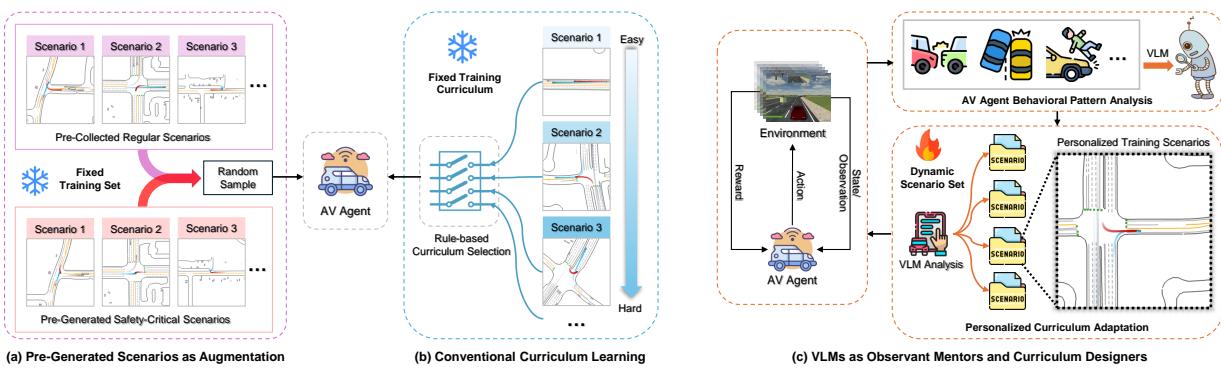 Scenario 1
Scenario 2
Scenario 3
...
Pre-Collected Regular Scenarios
Fixed
Training Set
Random
Sample
Scenario 1
Scenario 2
Scenario 3
...
Pre-Generated Safety-Critical Scenarios
(a) Pre-Generated Scenarios as Augmentation
AV Agent
Fixed Training
Curriculum
Rule-based
Curriculum Selection
Scenario 1
Scenario 2
Scenario 3
...
Easy
Hard
(b) Conventional Curriculum Learning
Environment
Reward
Action
State/
Observation
AV Agent
...
VLM
AV Agent Behavioral Pattern Analysis
Dynamic
Scenario Set
VLM Analysis
SCENARIO
SCENARIO
SCENARIO
SCENARIO
Personalized Training Scenarios
Personalized Curriculum Adaptation
(c) VLMs as Observant Mentors and Curriculum Designers